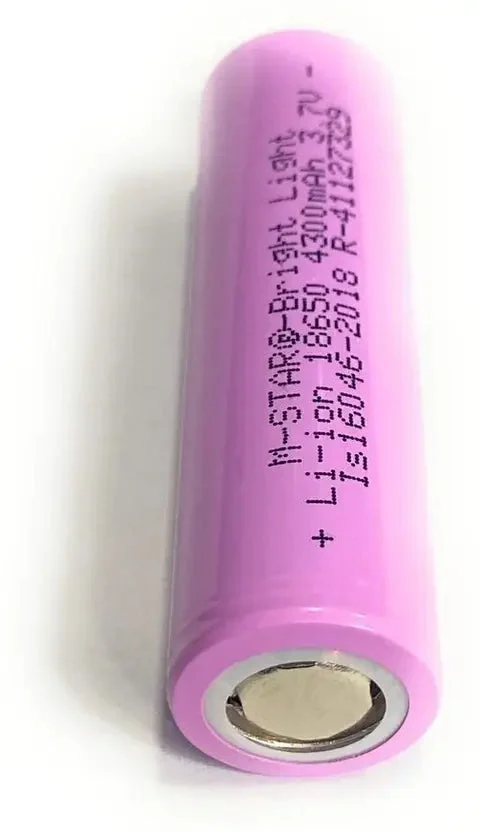 M-STAR®-Bright Light
+ Li-ion 18650 4300mAh 3.7V -
Is16046-2018 R-41127329